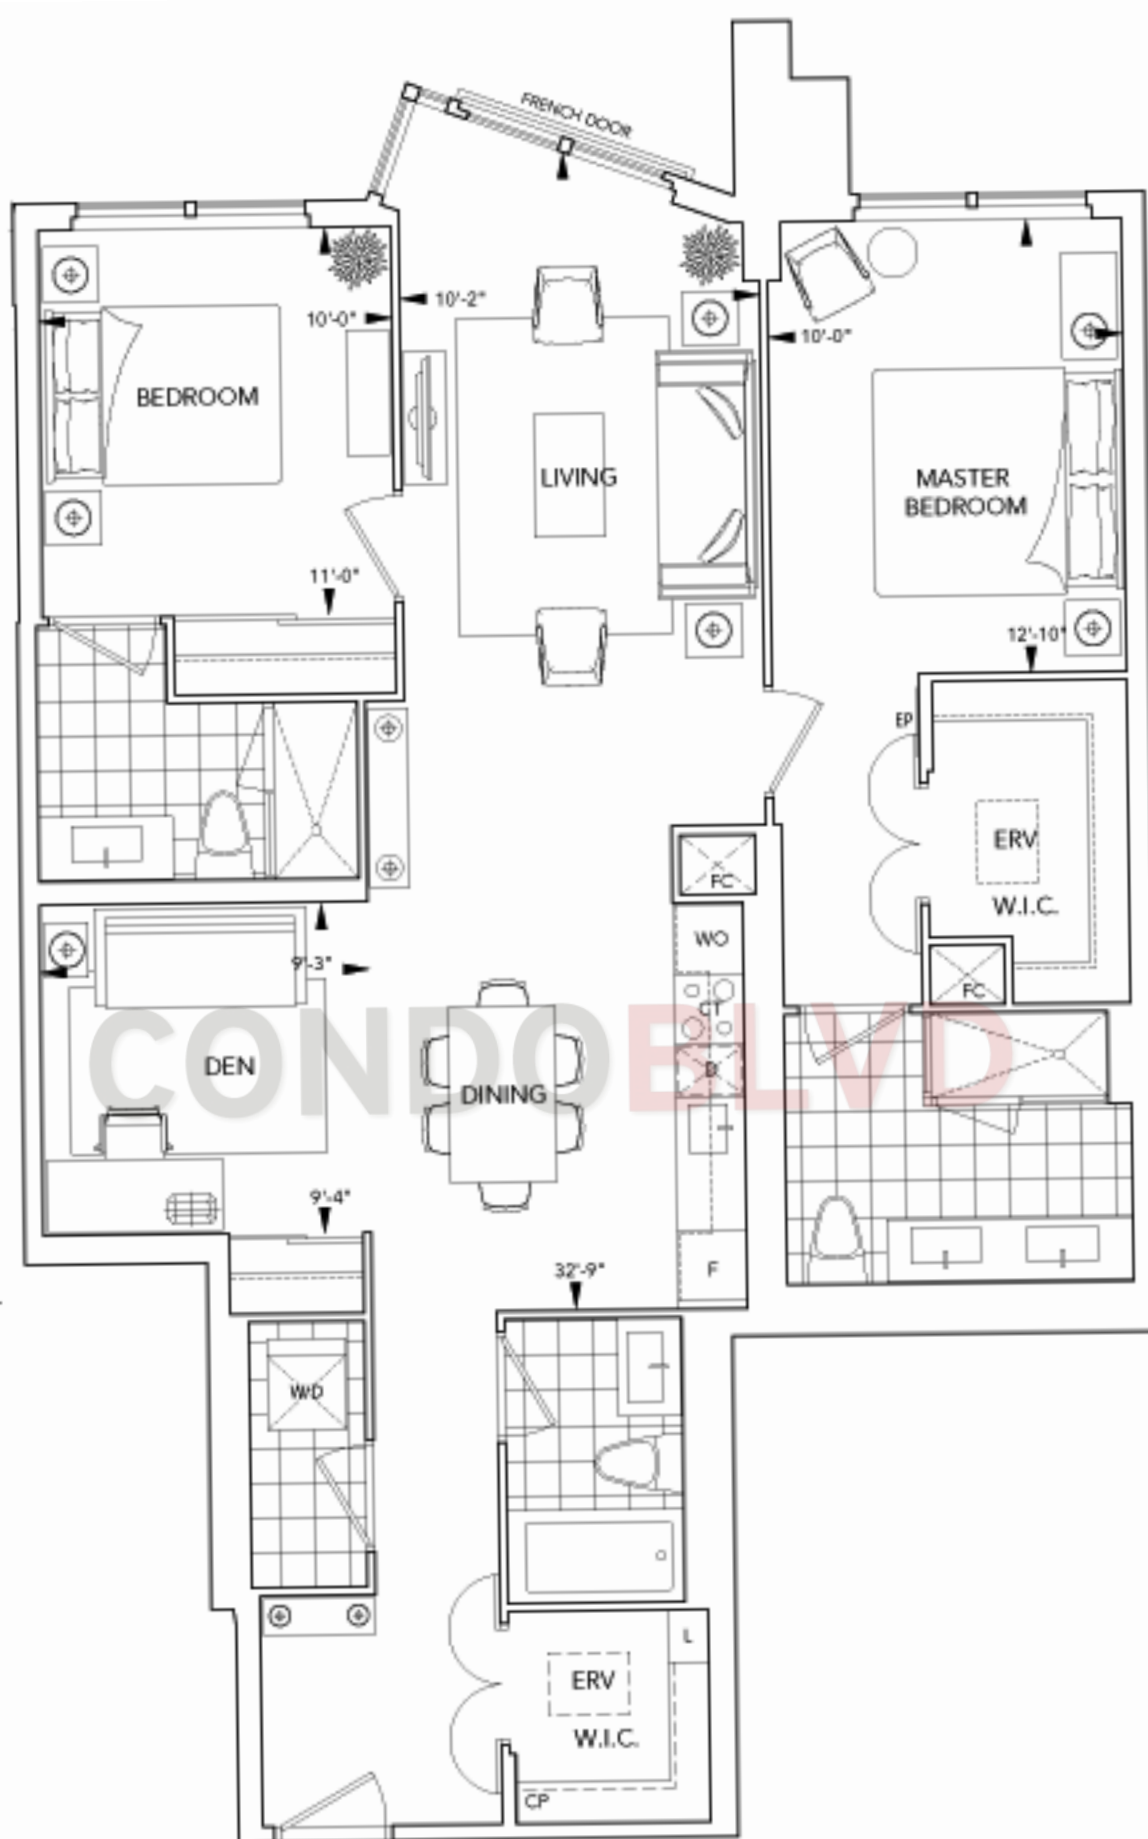 FRENCH DOOR
10'-2"
10'-0"
10'-0"
BEDROOM
LIVING
MASTER
BEDROOM
11'-0"
12'-10"
EP
ERV
W.I.C.
FC
WO
9'-3"
FC
CT
CONDOBLVD
DEN
D
DINING
9'-4"
32'-9"
F
WD
L
ERV
W.I.C.
CP